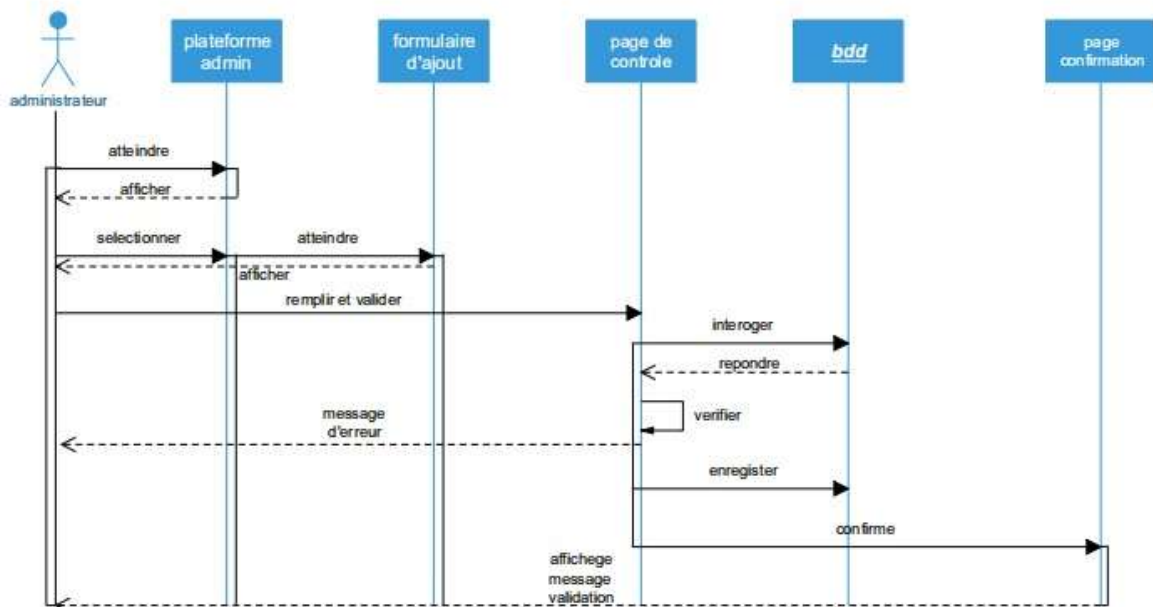 plateforme
admin
formulaire
d'ajout
page de
controle
bdd
page
confirmation
administrateur
atteindre
afficher
selectionner
atteindre
afficher
remplir et valider
interoger
repondre
verifier
message
d'erreur
enregister
confirme
affichege
message
validation